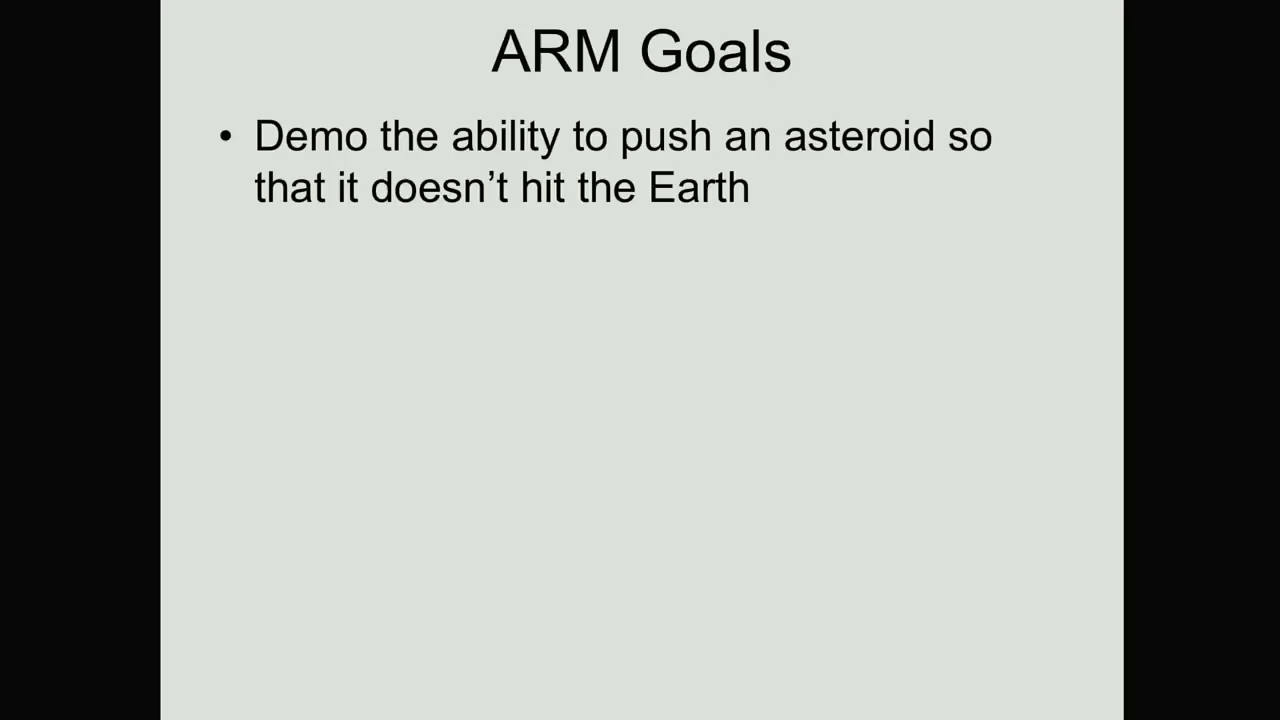 ARM Goals
• Demo the ability to push an asteroid so
that it doesn’t hit the Earth